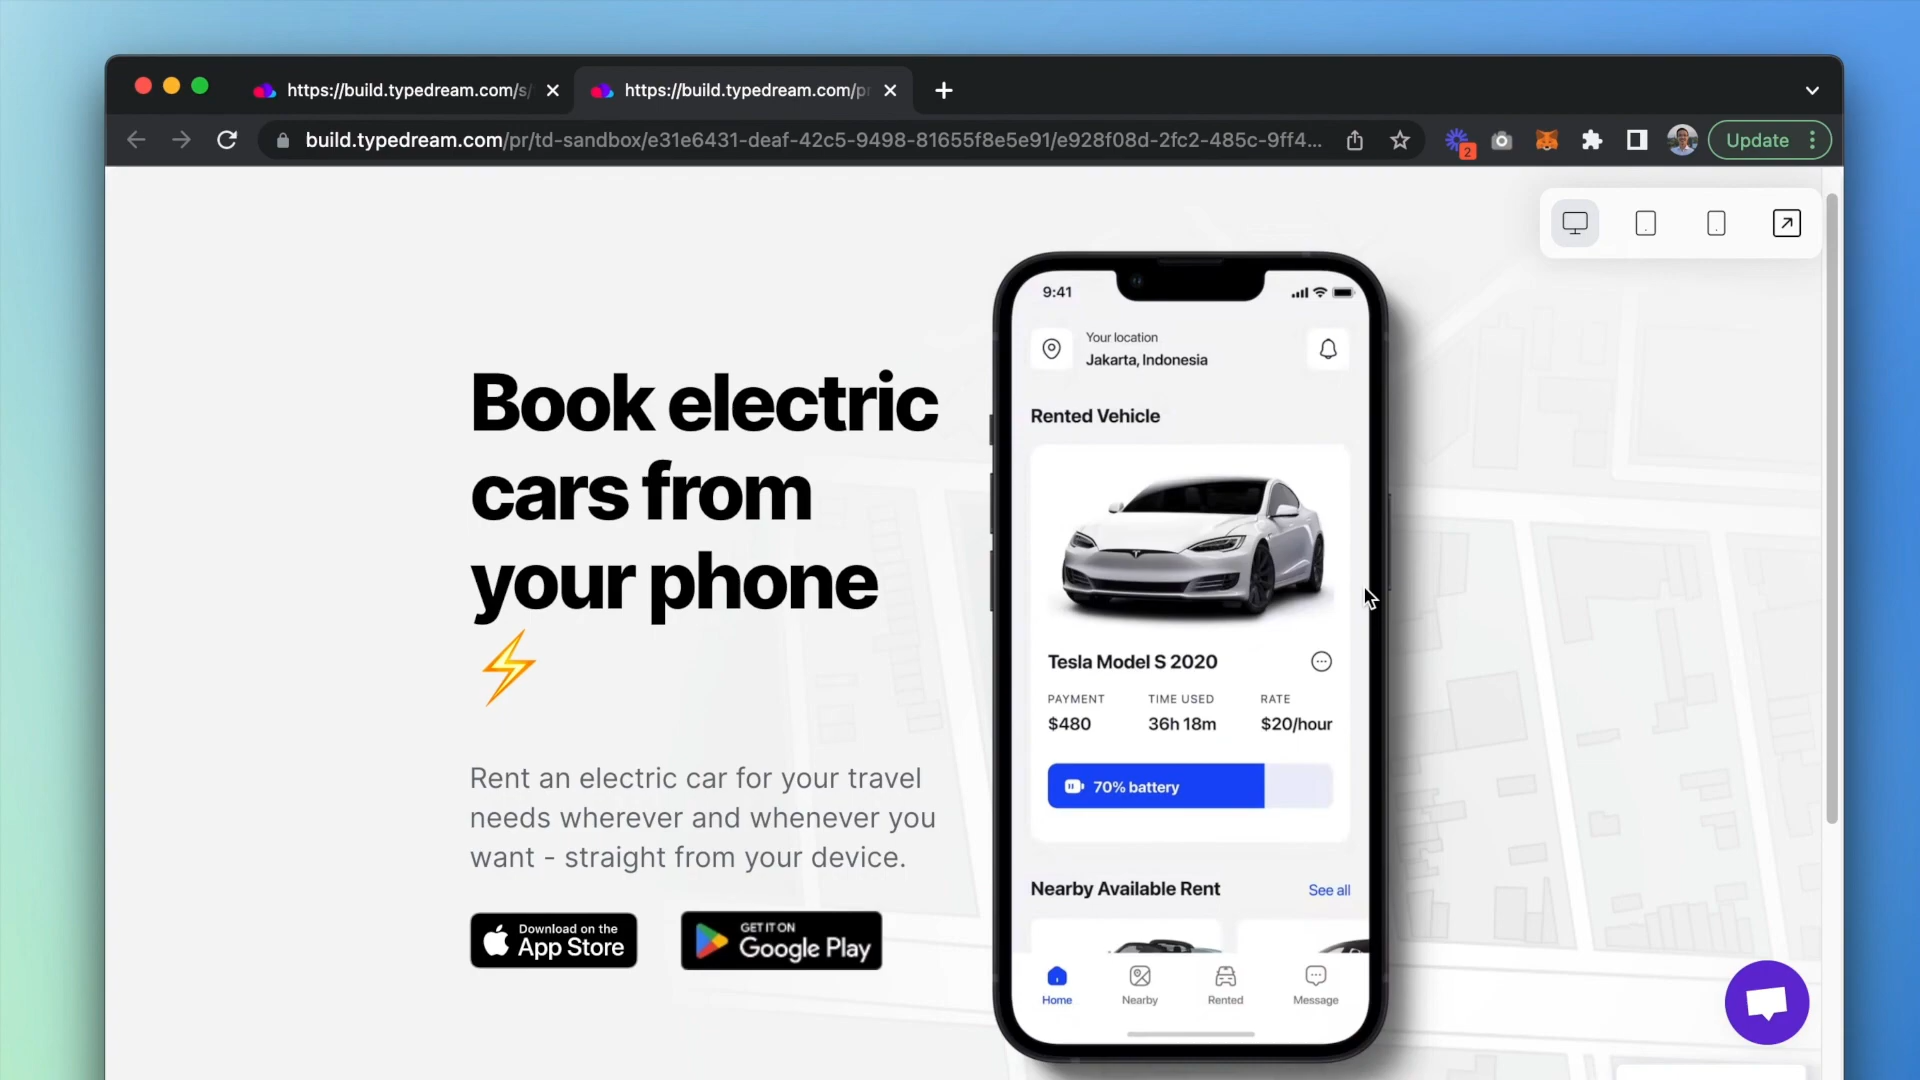 https://build.typedream.com/s/
https://build.typedream.com/pr
build.typedream.com/pr/td-sandbox/e31e6431-deaf-42c5-9498-81655f8e5e91/e928f08d-2fc2-485c-9ff4...
2
Update
Book electric
cars from
your phone
⚡
Rent an electric car for your travel
needs wherever and whenever you
want - straight from your device.
Download on the
App Store
GET IT ON
Google Play
9:41
Your location
Jakarta, Indonesia
Rented Vehicle
Tesla Model S 2020
PAYMENT TIME USED RATE
$480 36h 18m $20/hour
70% battery
Nearby Available Rent See all
Home Nearby Rented Message